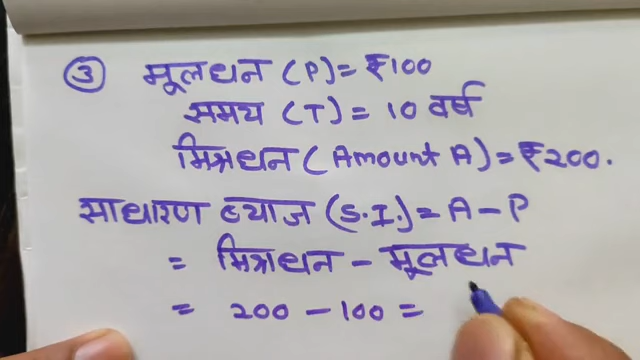 ③ मूलधन (P) = ₹100
समय (T) = 10 वर्ष
मिश्रधन (Amount A) = ₹200.
साधारण ब्याज (S.I.) = A - P
= मिश्रधन - मूलधन
= 200 - 100 =